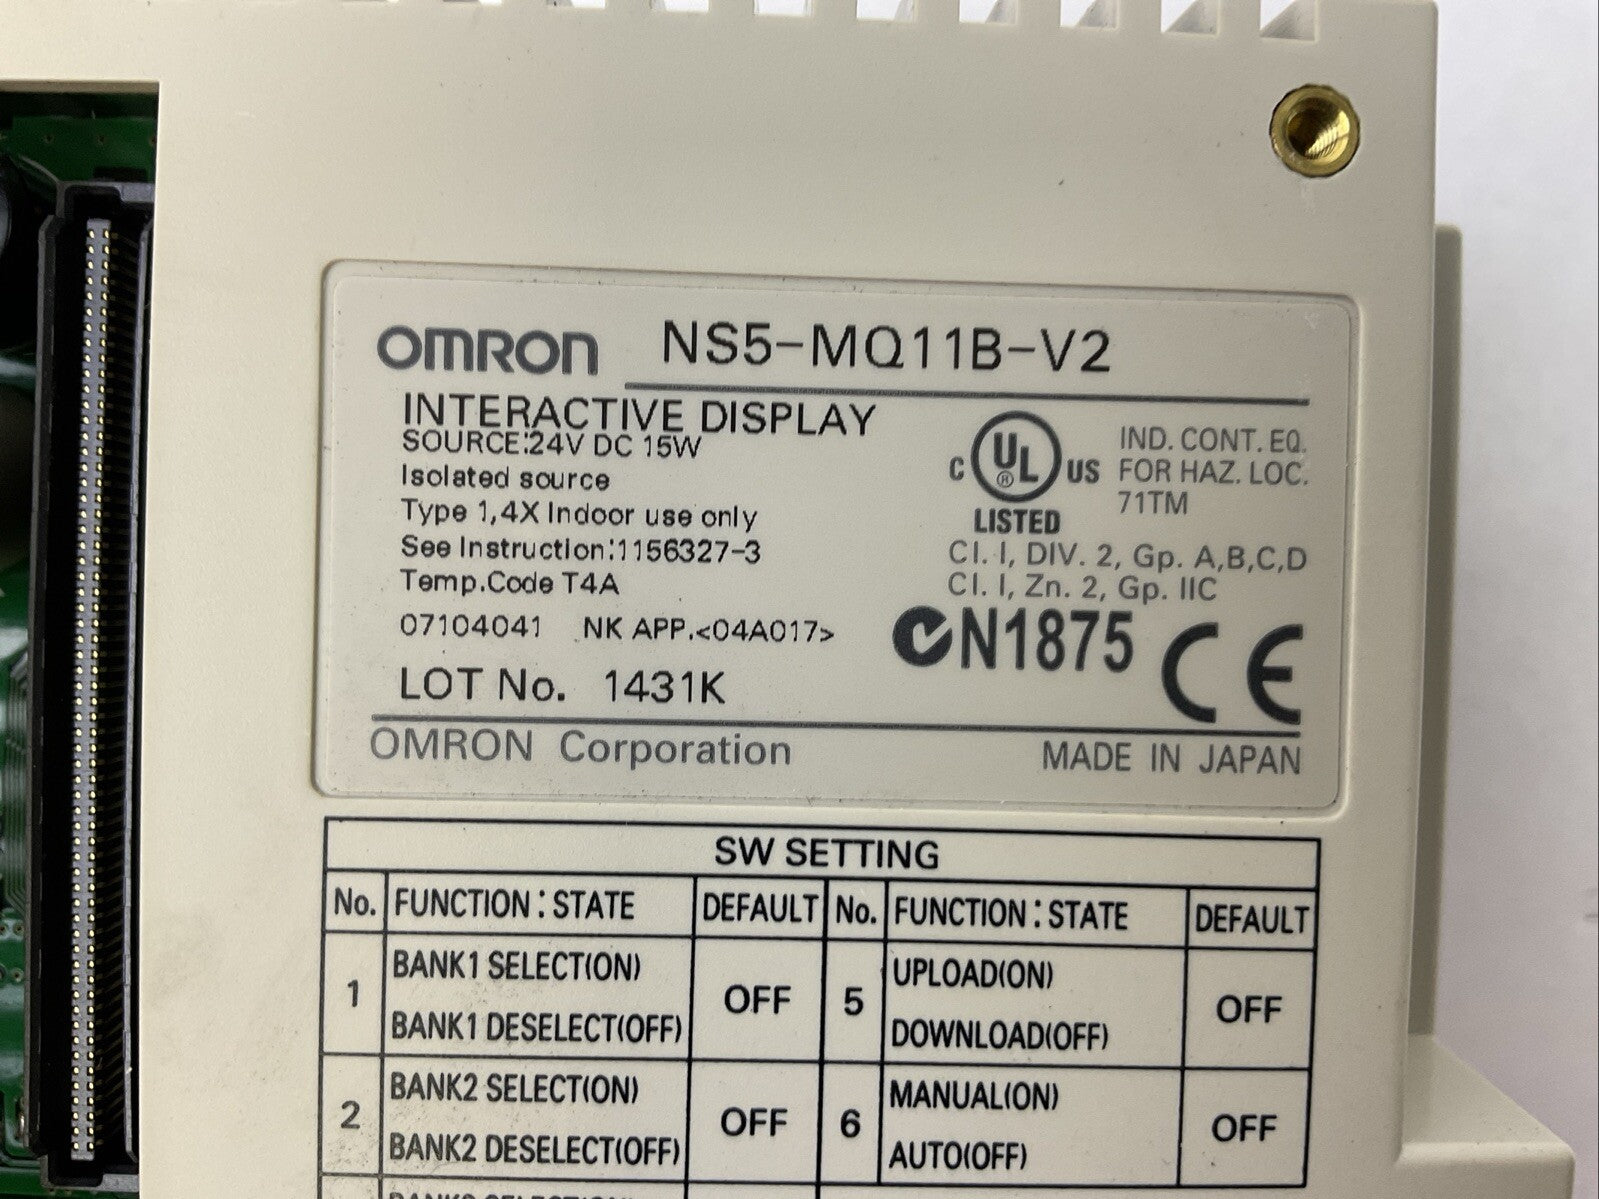 OMRON NS5-MQ11B-V2
INTERACTIVE DISPLAY
SOURCE:24V DC 15W
Isolated source
Type 1,4X Indoor use only
See Instruction:1156327-3
Temp.Code T4A
07104041 NK APP.<04A017>
LOT No. 1431K
C UL ® US
LISTED
IND. CONT. EQ.
FOR HAZ. LOC.
71TM
Cl. I, DIV. 2, Gp. A,B,C,D
Cl. I, Zn. 2, Gp. IIC
N1875 CE
OMRON Corporation MADE IN JAPAN
SW SETTING
No. FUNCTION:STATE DEFAULT No. FUNCTION:STATE DEFAULT
1 BANK1 SELECT(ON)
BANK1 DESELECT(OFF) OFF
5 UPLOAD(ON)
DOWNLOAD(OFF) OFF
2 BANK2 SELECT(ON)
BANK2 DESELECT(OFF) OFF
6 MANUAL(ON)
AUTO(OFF) OFF